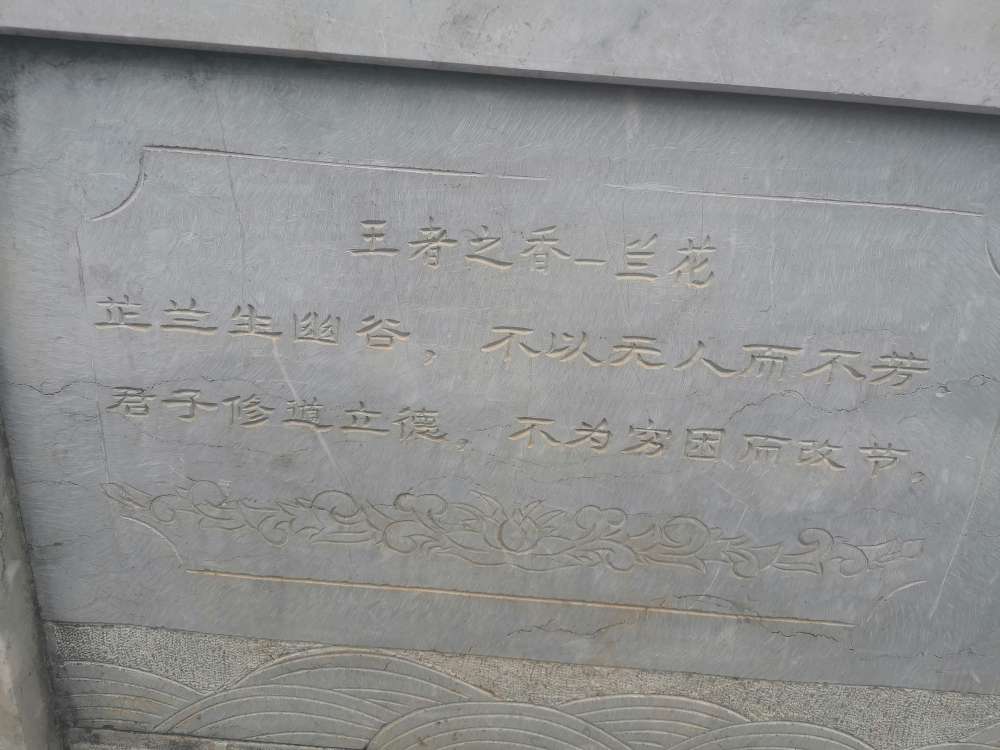 王者之香–兰花
芷兰生幽谷，不以无人而不芳，
君子修道立德，不为穷困而改节，